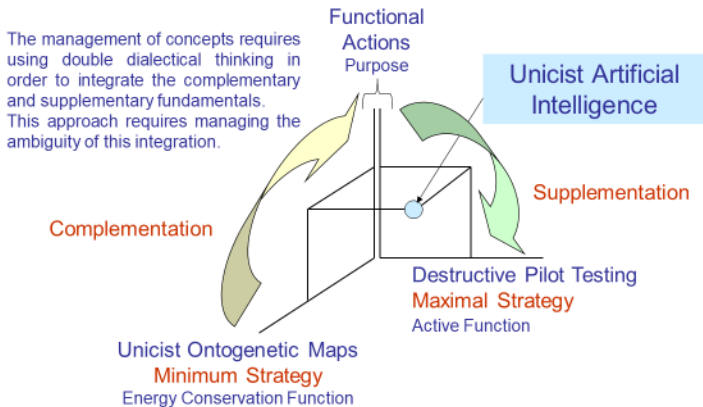 The management of concepts requires
using double dialectical thinking in
order to integrate the complementary
and supplementary fundamentals.
This approach requires managing the
ambiguity of this integration.
Functional
Actions
Purpose
Unicist Artificial
Intelligence
Complementation
Supplementation
Destructive Pilot Testing
Maximal Strategy
Active Function
Unicist Ontogenetic Maps
Minimum Strategy
Energy Conservation Function